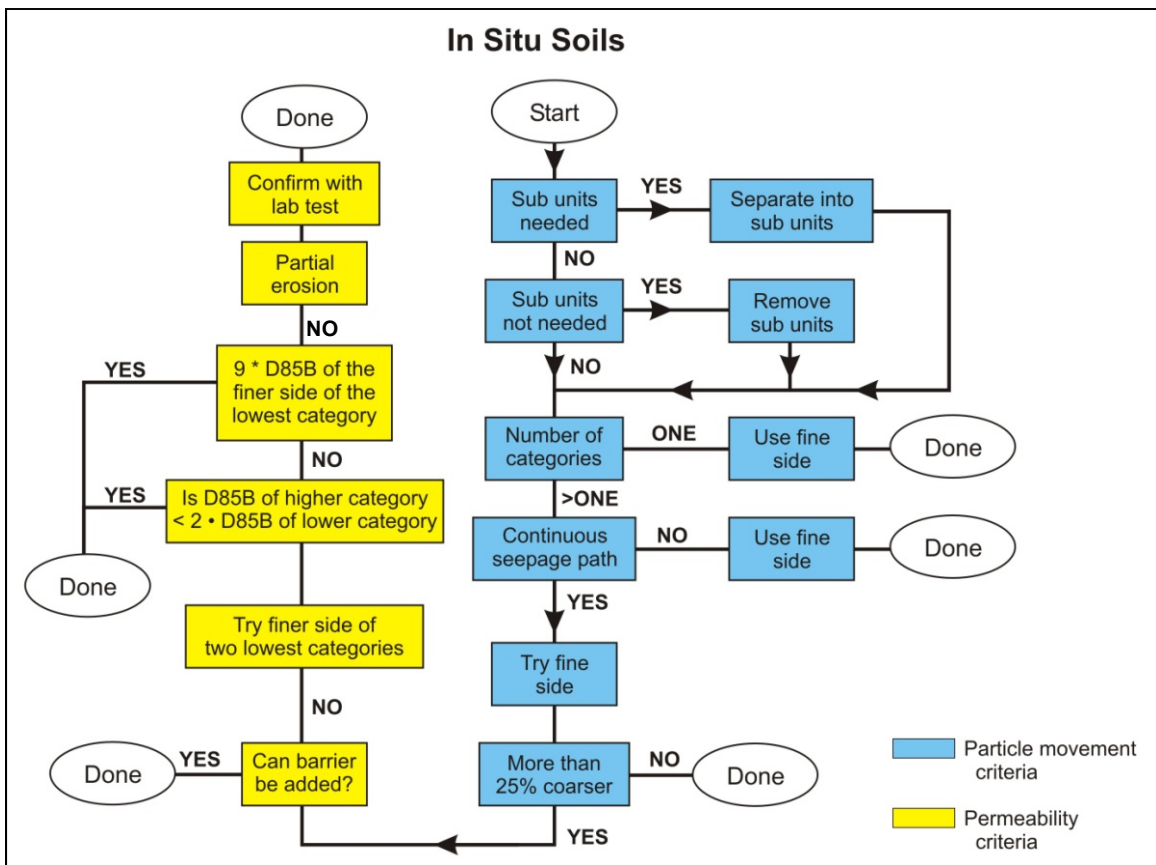 In Situ Soils
Done
Confirm with
lab test
Partial
erosion
NO
YES
9 * D85B of the
finer side of the
lowest category
NO
YES
Is D85B of higher category
< 2 • D85B of lower category
Done
Try finer side of
two lowest categories
NO
Done
YES
Can barrier
be added?
Start
Sub units
needed
YES
Separate into
sub units
NO
Sub units
not needed
YES
Remove
sub units
NO
Number of
categories
ONE
Use fine
side
Done
>ONE
Continuous
seepage path
NO
Use fine
side
Done
YES
Try fine
side
More than
25% coarser
NO
Done
YES
Particle movement
criteria
Permeability
criteria